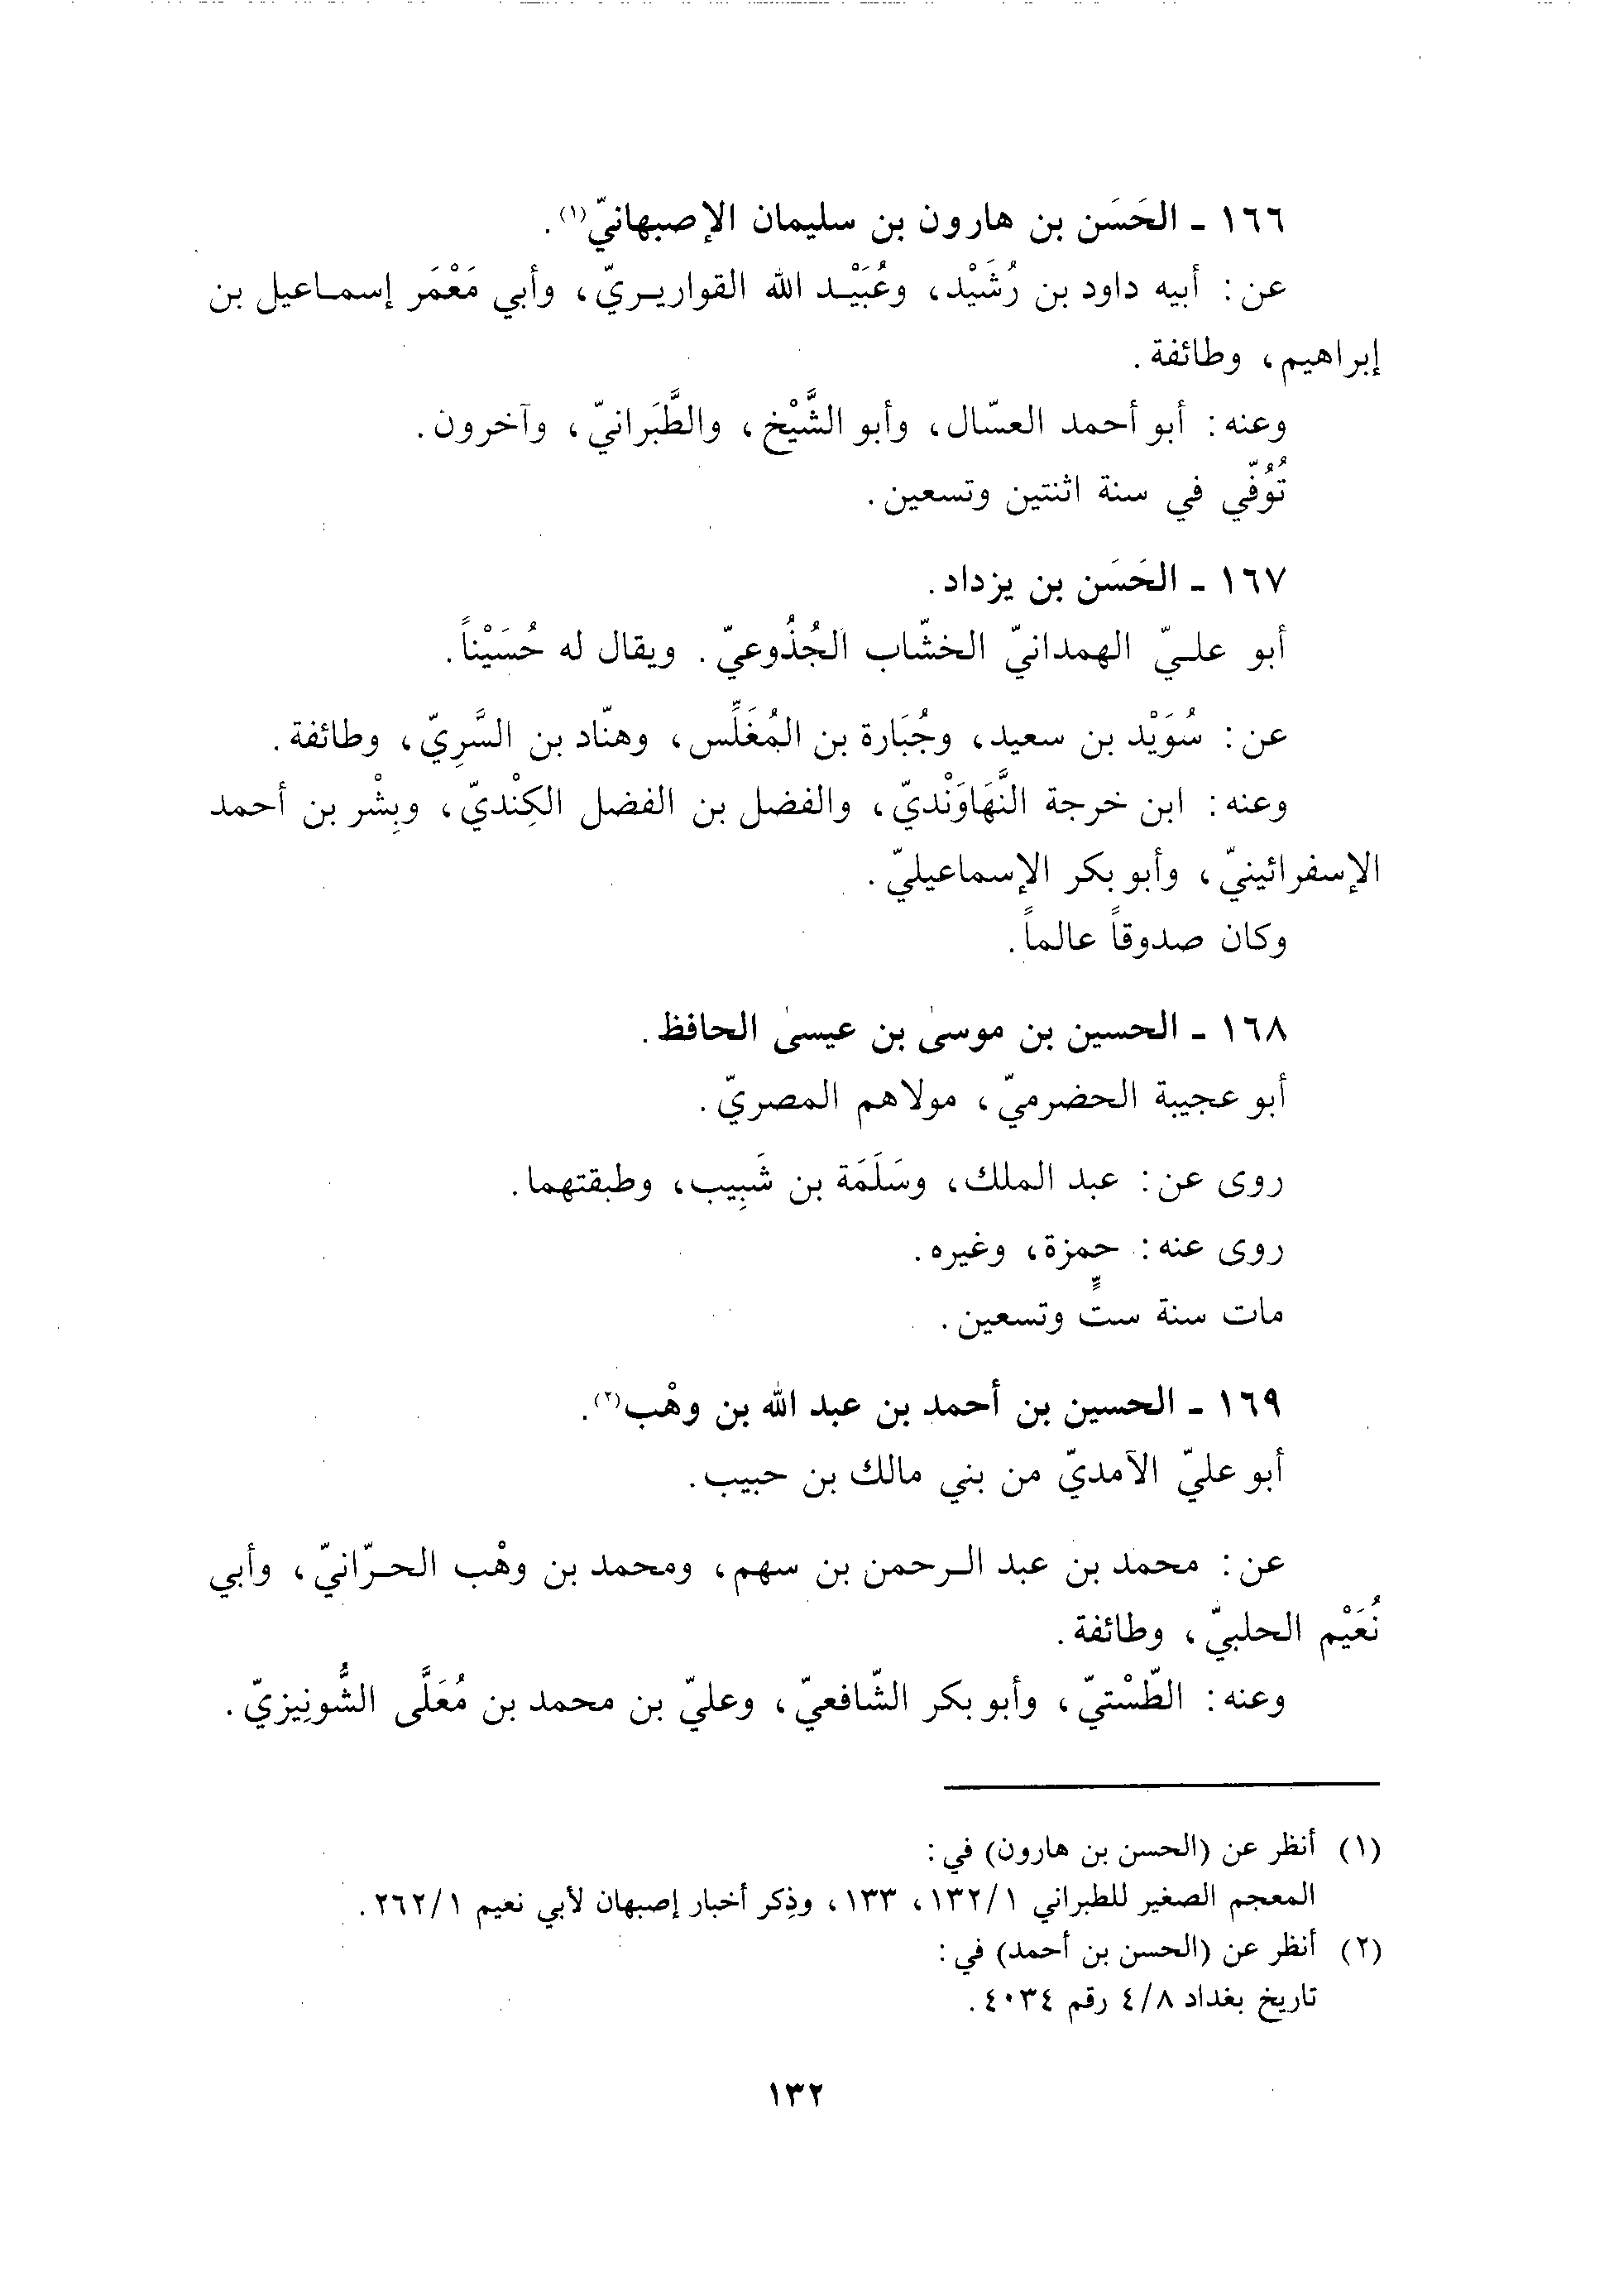 ١٦٦ - الحَسَن بن هارون بن سليمان الإصبهانيّ(١).
عن: أبيه داود بن رُشَيْد، وعُبَيْد الله القواريريّ، وأبي مَعْمَر إسماعيل بن
إبراهيم، وطائفة.
وعنه: أبو أحمد العسّال، وأبو الشَّيْخ، والطَّبَرانيّ، وآخرون.
تُوُفّي في سنة اثنتين وتسعين.
١٦٧ - الحَسَن بن يزداد.
أبو عليّ الهمدانيّ الخشّاب الجُذُوعيّ. ويقال له حُسَيْناً.
عن: سُوَيْد بن سعيد، وجُبَارة بن المُغَلِّس، وهنّاد بن السَّرِيّ، وطائفة.
وعنه: ابن خرجة النَّهَاوَنْديّ، والفضل بن الفضل الكِنْديّ، وبِشْر بن أحمد
الإسفرائينيّ، وأبو بكر الإسماعيليّ.
وكان صدوقاً عالماً.
١٦٨ - الحسين بن موسىٰ بن عيسىٰ الحافظ.
أبو عجيبة الحضرميّ، مولاهم المصريّ.
روى عن: عبد الملك، وسَلَمَة بن شَبِيب، وطبقتهما.
روى عنه: حمزة، وغيره.
مات سنة ستٍّ وتسعين.
١٦٩ - الحسين بن أحمد بن عبد الله بن وهْب(٢).
أبو عليّ الآمديّ من بني مالك بن حبيب.
عن: محمد بن عبد الرحمن بن سهم، ومحمد بن وهْب الحرّانيّ، وأبي
نُعَيْم الحلبيّ، وطائفة.
وعنه: الطّسْتيّ، وأبو بكر الشّافعيّ، وعليّ بن محمد بن مُعَلَّى الشُّونِيزيّ.
(١) أنظر عن (الحسن بن هارون) في:
المعجم الصغير للطبراني ١٣٢/١، ١٣٣، وذِكر أخبار إصبهان لأبي نعيم ٢٦٢/١.
(٢) أنظر عن (الحسن بن أحمد) في:
تاريخ بغداد ٤/٨ رقم ٤٠٣٤.
١٣٢